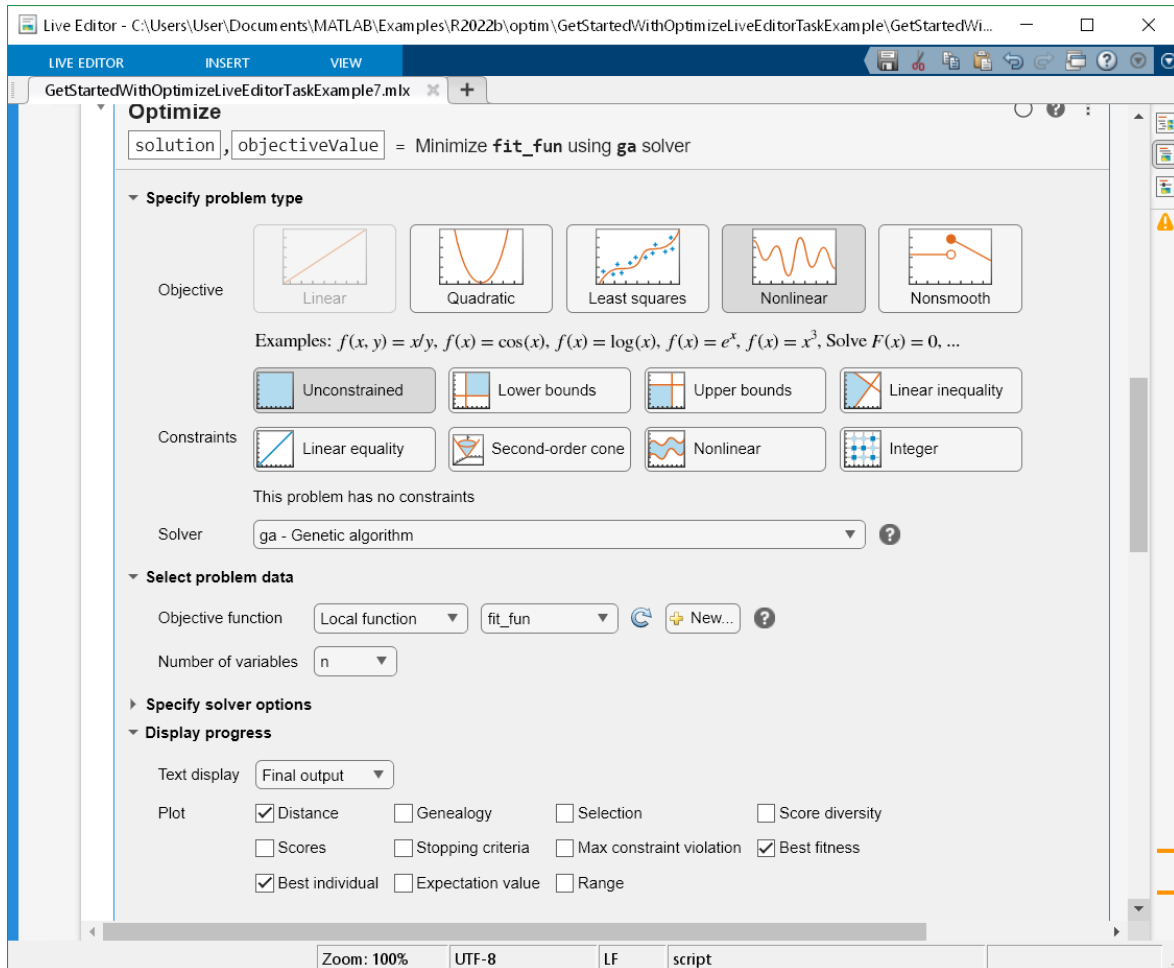 Live Editor - C:\Users\User\Documents\MATLAB\Examples\R2022b\optim\GetStartedWithOptimizeLiveEditorTaskExample\GetStartedWi...
LIVE EDITOR INSERT VIEW
GetStartedWithOptimizeLiveEditorTaskExample7.mlx
Optimize
solution , objectiveValue = Minimize fit_fun using ga solver
Specify problem type
Objective
Linear Quadratic Least squares Nonlinear Nonsmooth
Examples: f(x, y) = x/y, f(x) = cos(x), f(x) = log(x), f(x) = eˣ, f(x) = x³, Solve F(x) = 0, ...
Unconstrained Lower bounds Upper bounds Linear inequality
Constraints
Linear equality Second-order cone Nonlinear Integer
This problem has no constraints
Solver ga - Genetic algorithm
Select problem data
Objective function Local function fit_fun New...
Number of variables n
Specify solver options
Display progress
Text display Final output
Plot Distance Genealogy Selection Score diversity
Scores Stopping criteria Max constraint violation Best fitness
Best individual Expectation value Range
Zoom: 100% UTF-8 LF script